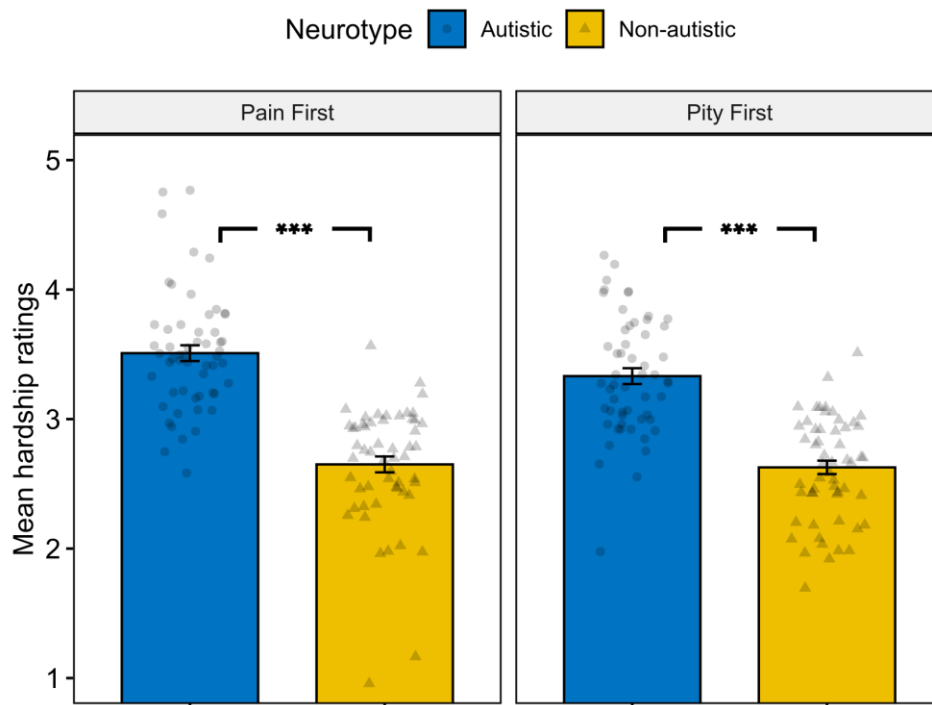 Neurotype Autistic Non-autistic
Pain First Pity First
5
*** ***
4
3
2
1
Mean hardship ratings